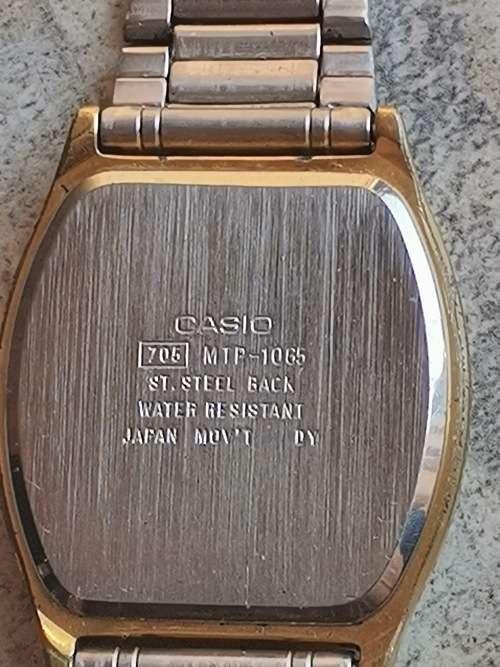 CASIO
705 MTP-1065
ST. STEEL BACK
WATER RESISTANT
JAPAN MOV'T DY